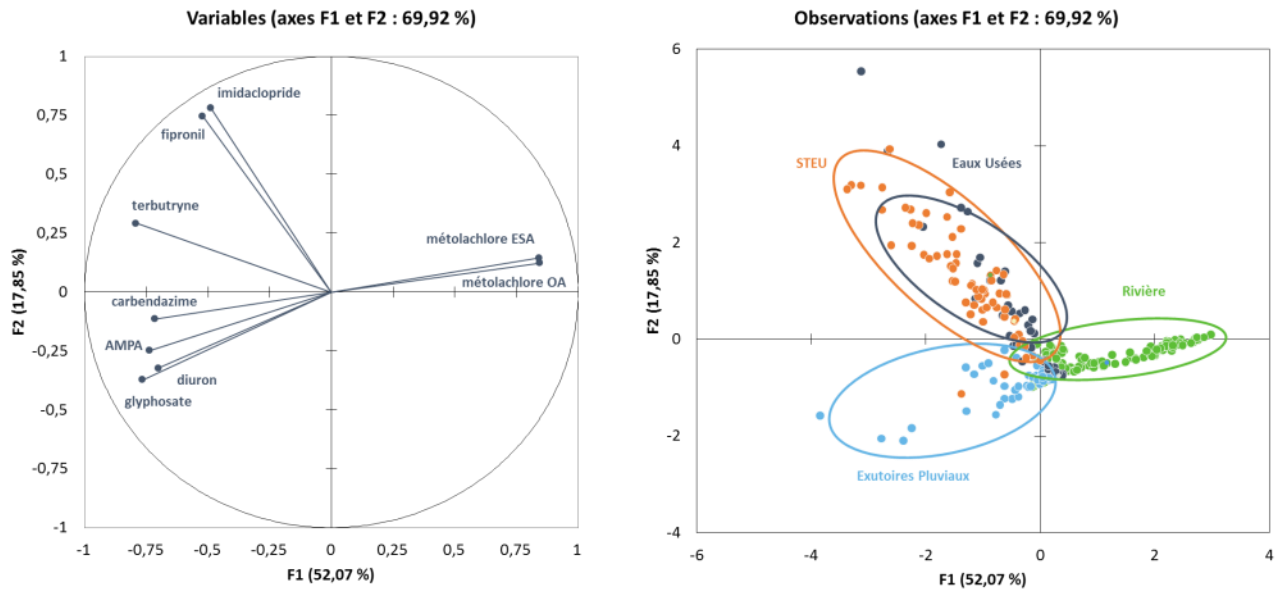 Variables (axes F1 et F2 : 69,92 %)
1
0,75
0,5
0,25
0
-0,25
-0,5
-0,75
-1
F2 (17,85 %)
imidaclopride
fipronil
terbutryne
métolachlore ESA
métolachlore OA
carbendazime
AMPA
diuron
glyphosate
-1 -0,75 -0,5 -0,25 0 0,25 0,5 0,75 1
F1 (52,07 %)
Observations (axes F1 et F2 : 69,92 %)
6
4
2
0
-2
-4
F2 (17,85 %)
STEU
Eaux Usées
Rivière
Exutoires Pluviaux
-6 -4 -2 0 2 4
F1 (52,07 %)